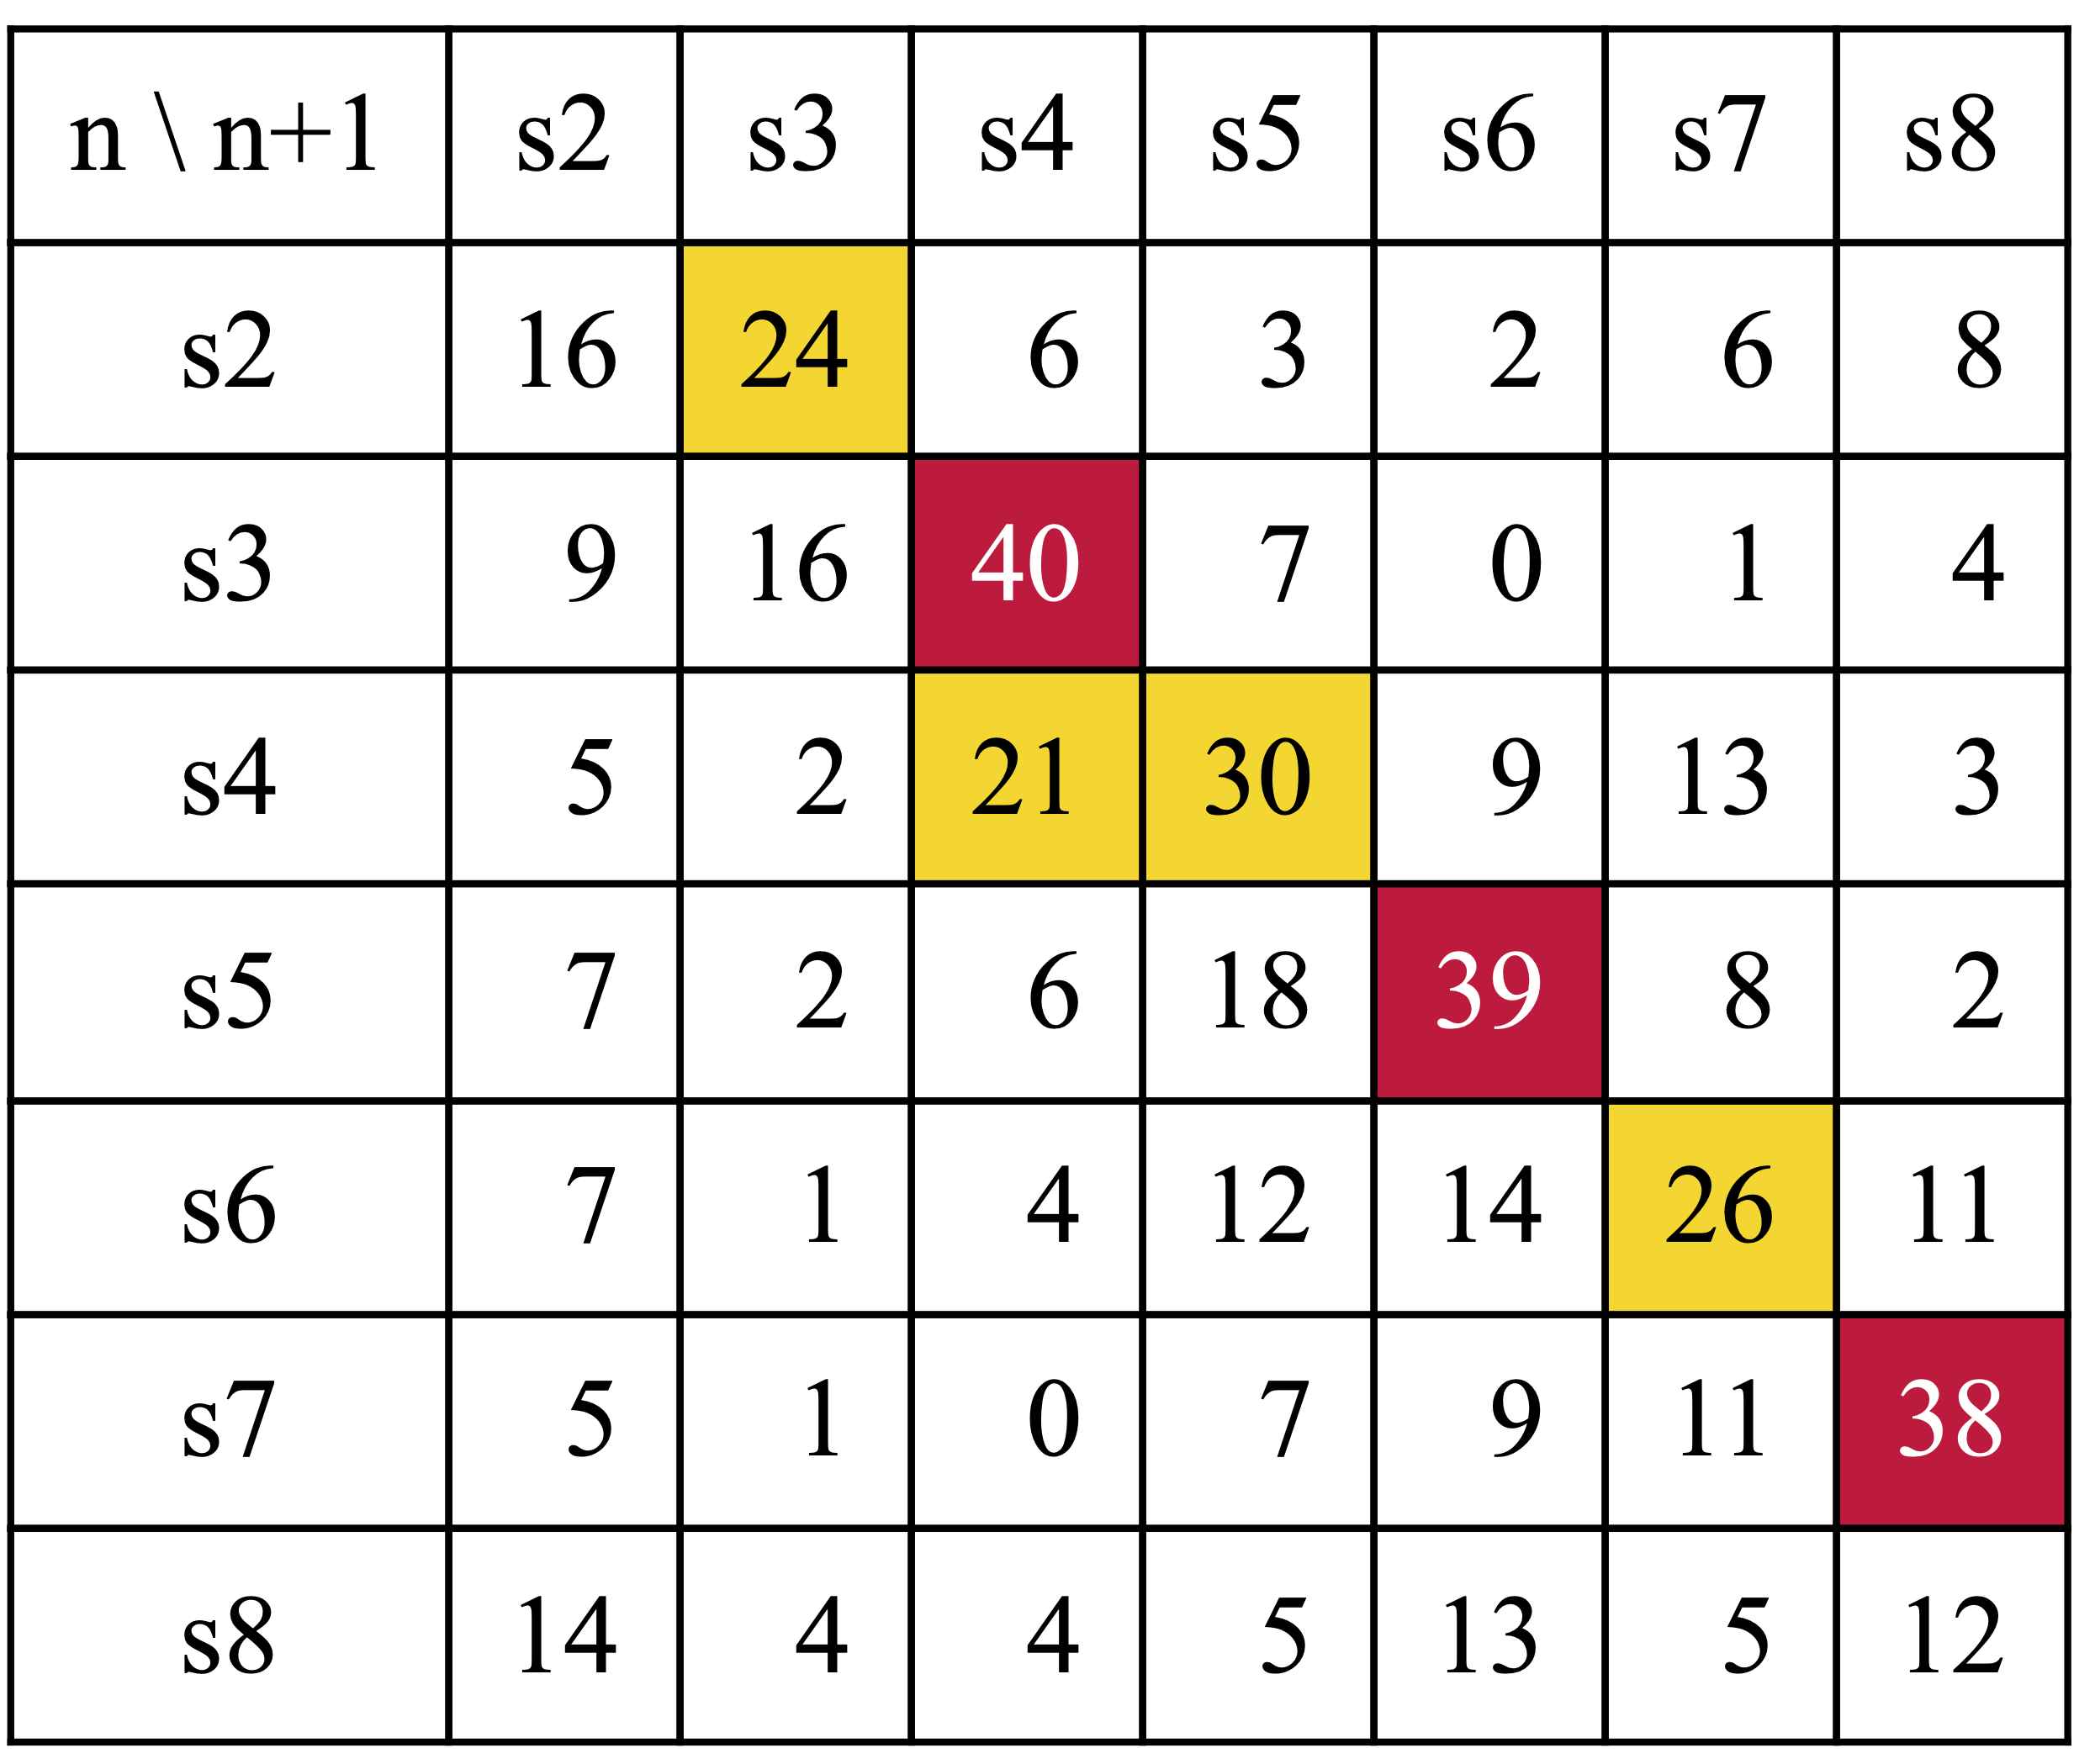 n \ n+1 s2 s3 s4 s5 s6 s7 s8
s2 16 24 6 3 2 6 8
s3 9 16 40 7 0 1 4
s4 5 2 21 30 9 13 3
s5 7 2 6 18 39 8 2
s6 7 1 4 12 14 26 11
s7 5 1 0 7 9 11 38
s8 14 4 4 5 13 5 12